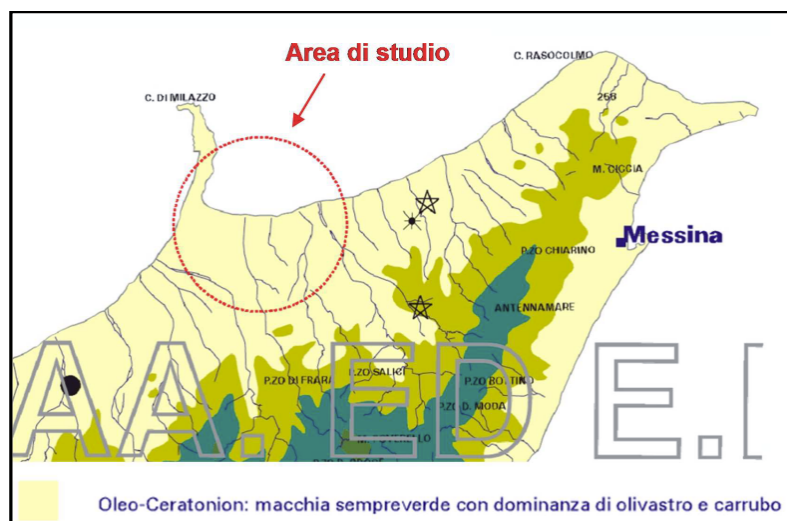 Area di studio
C. RASOCOLMO
C. DI MILAZZO
268
M. CICCIA
Messina
P.ZO CHIARINO
ANTENNAMARE
AA. ED E.
P.ZO DI FRARA
P.ZO SALICI
P.ZO BOTTINO
P.ZO D. MODA
Oleo-Ceratonion: macchia sempreverde con dominanza di olivastro e carrubo